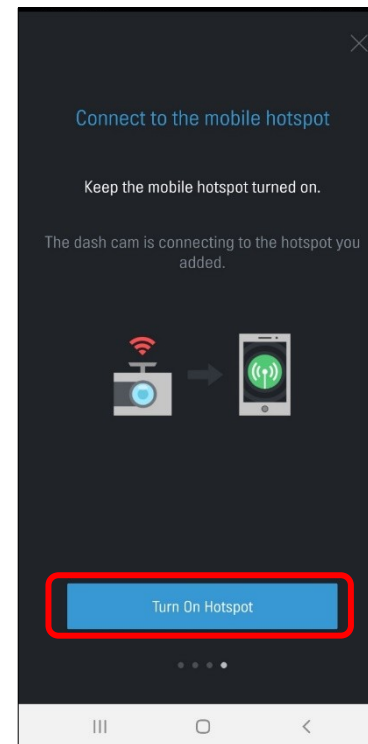 Connect to the mobile hotspot
Keep the mobile hotspot turned on.
The dash cam is connecting to the hotspot you
added.
Turn On Hotspot